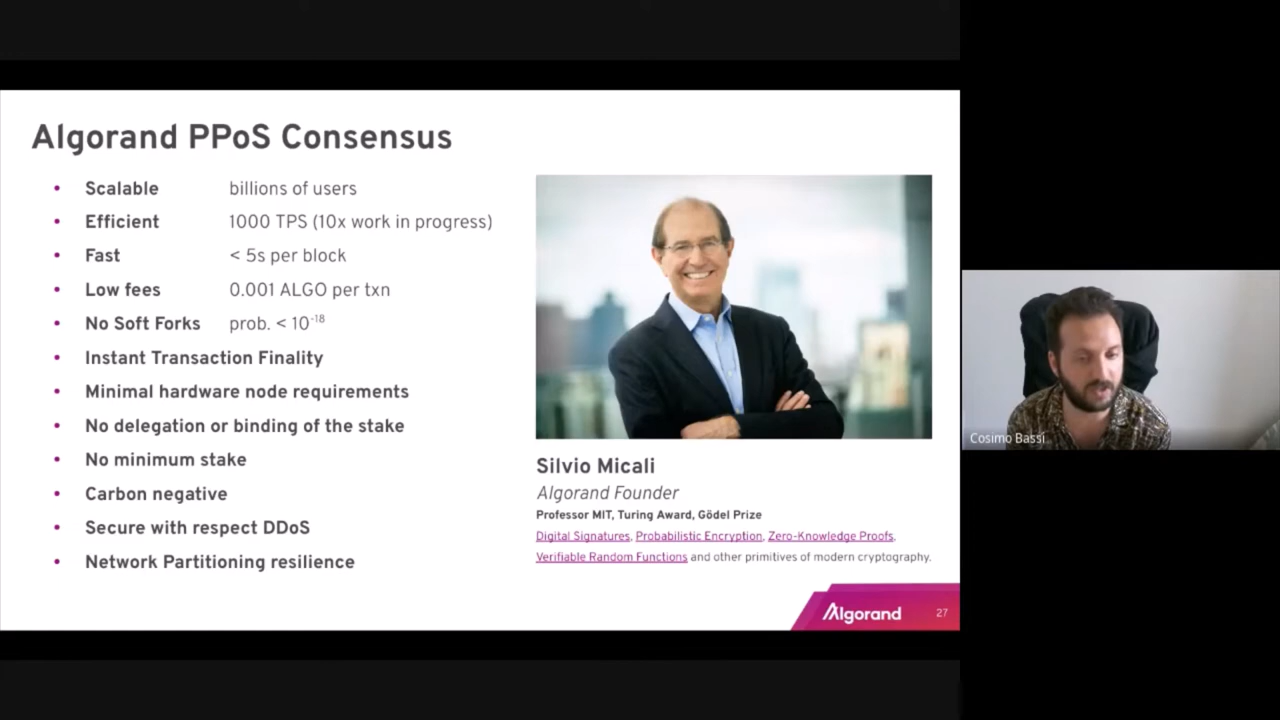 Algorand PPoS Consensus
• Scalable billions of users
• Efficient 1000 TPS (10x work in progress)
• Fast < 5s per block
• Low fees 0.001 ALGO per txn
• No Soft Forks prob. < 10⁻¹⁸
• Instant Transaction Finality
• Minimal hardware node requirements
• No delegation or binding of the stake
• No minimum stake
• Carbon negative
• Secure with respect DDoS
• Network Partitioning resilience
Silvio Micali
Algorand Founder
Professor MIT, Turing Award, Gödel Prize
Digital Signatures, Probabilistic Encryption, Zero-Knowledge Proofs,
Verifiable Random Functions and other primitives of modern cryptography.
Algorand 27
Cosimo Bassi